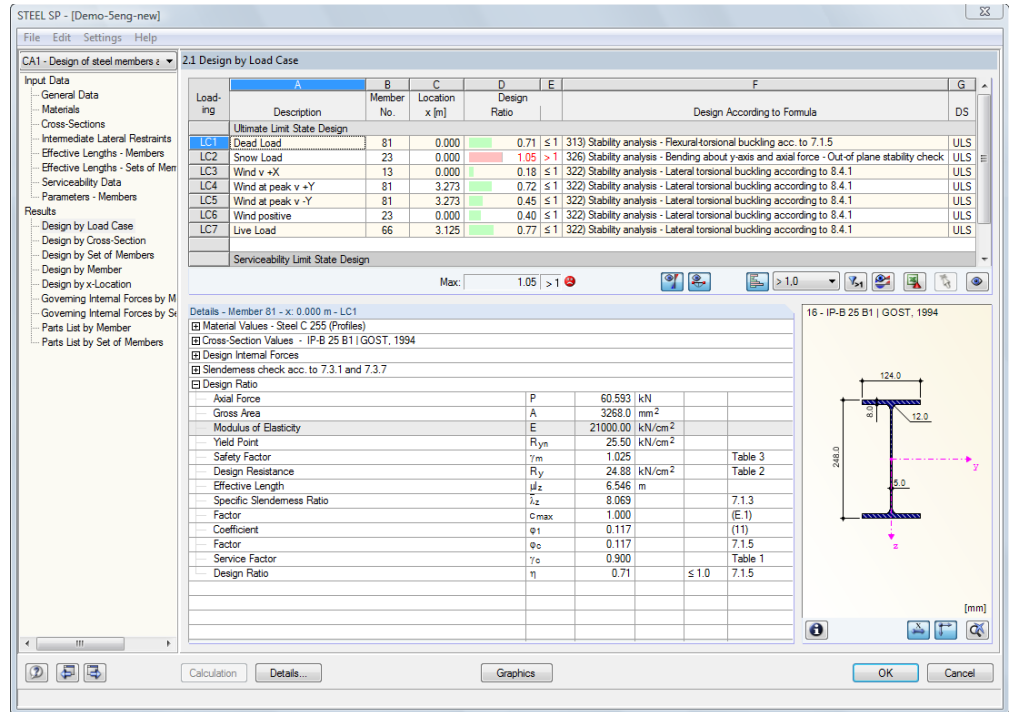 STEEL SP - [Demo-5eng-new]
File Edit Settings Help
CA1 - Design of steel members a
2.1 Design by Load Case
Input Data
General Data
Materials
Cross-Sections
Intermediate Lateral Restraints
Effective Lengths - Members
Effective Lengths - Sets of Mem
Serviceability Data
Parameters - Members
Results
Design by Load Case
Design by Cross-Section
Design by Set of Members
Design by Member
Design by x-Location
Governing Internal Forces by M
Governing Internal Forces by Se
Parts List by Member
Parts List by Set of Members
A B C D E F G
Load- Member Location Design
ing Description No. x [m] Ratio Design According to Formula DS
Ultimate Limit State Design
LC1 Dead Load 81 0.000 0.71 ≤ 1 313) Stability analysis - Flexural-torsional buckling acc. to 7.1.5 ULS
LC2 Snow Load 23 0.000 1.05 > 1 326) Stability analysis - Bending about y-axis and axial force - Out-of plane stability check ULS
LC3 Wind v +X 13 0.000 0.18 ≤ 1 322) Stability analysis - Lateral torsional buckling according to 8.4.1 ULS
LC4 Wind at peak v +Y 81 3.273 0.72 ≤ 1 322) Stability analysis - Lateral torsional buckling according to 8.4.1 ULS
LC5 Wind at peak v -Y 81 3.273 0.45 ≤ 1 322) Stability analysis - Lateral torsional buckling according to 8.4.1 ULS
LC6 Wind positive 23 0.000 0.40 ≤ 1 322) Stability analysis - Lateral torsional buckling according to 8.4.1 ULS
LC7 Live Load 66 3.125 0.77 ≤ 1 322) Stability analysis - Lateral torsional buckling according to 8.4.1 ULS
Serviceability Limit State Design
Max: 1.05 > 1
> 1,0
Details - Member 81 - x: 0.000 m - LC1
Material Values - Steel C 255 (Profiles)
Cross-Section Values - IP-B 25 B1 | GOST, 1994
Design Internal Forces
Slenderness check acc. to 7.3.1 and 7.3.7
Design Ratio
Axial Force P 60.593 kN
Gross Area A 3268.0 mm²
Modulus of Elasticity E 21000.00 kN/cm²
Yield Point Ryn 25.50 kN/cm²
Safety Factor γm 1.025 Table 3
Design Resistance Ry 24.88 kN/cm² Table 2
Effective Length μlz 6.546 m
Specific Slenderness Ratio λ̅z 8.069 7.1.3
Factor cmax 1.000 (E.1)
Coefficient φ1 0.117 (11)
Factor φc 0.117 7.1.5
Service Factor γc 0.900 Table 1
Design Ratio η 0.71 ≤ 1.0 7.1.5
16 - IP-B 25 B1 | GOST, 1994
124.0
8.0
12.0
248.0
y
5.0
z
[mm]
Calculation Details... Graphics OK Cancel